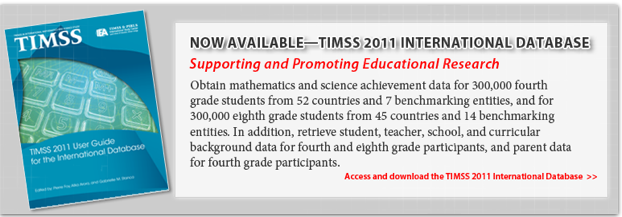 TIMSS
IEA
TIMSS & PIRLS
TIMSS 2011 User Guide
for the International Database
NOW AVAILABLE—TIMSS 2011 INTERNATIONAL DATABASE
Supporting and Promoting Educational Research
Obtain mathematics and science achievement data for 300,000 fourth
grade students from 52 countries and 7 benchmarking entities, and for
300,000 eighth grade students from 45 countries and 14 benchmarking
entities. In addition, retrieve student, teacher, school, and curricular
background data for fourth and eighth grade participants, and parent data
for fourth grade participants.
Access and download the TIMSS 2011 International Database >>